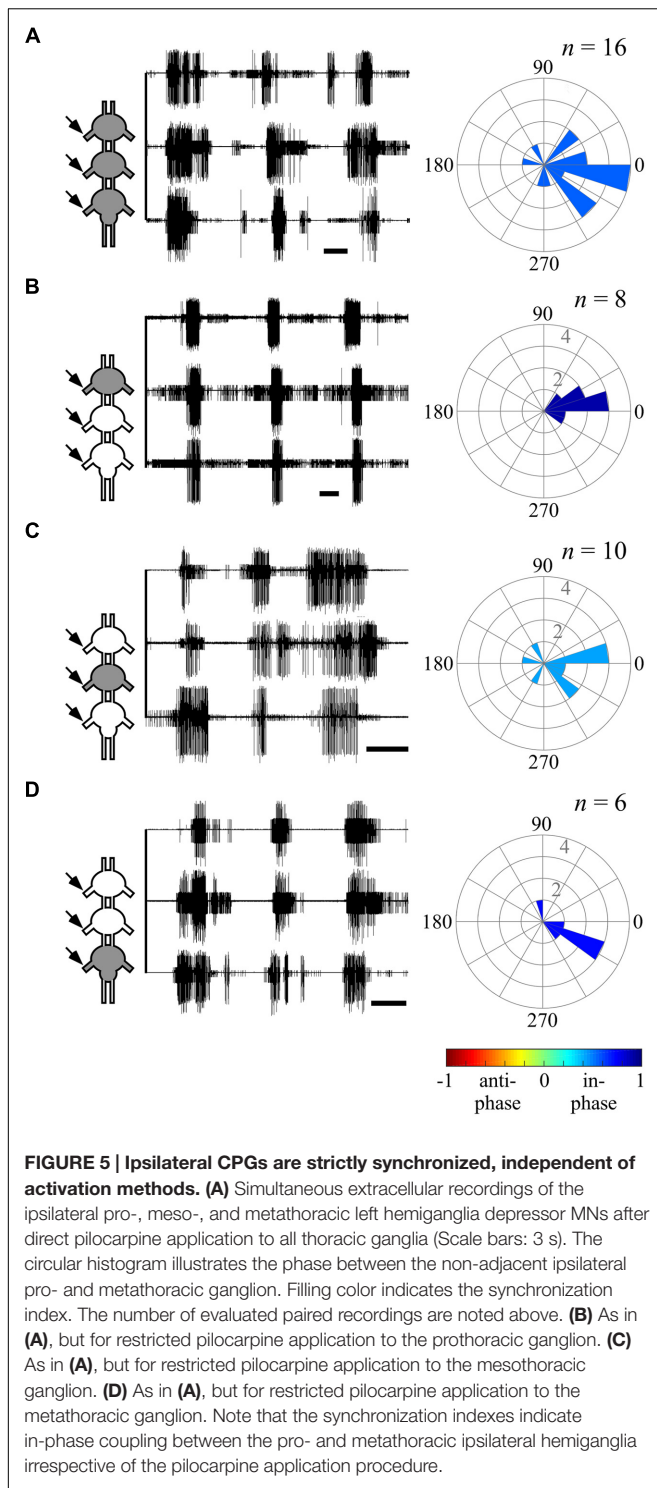 A
n = 16
90
180
0
270
B
n = 8
90
4
2
180
0
270
C
n = 10
90
4
2
180
0
270
D
n = 6
90
4
2
180
0
270
-1 anti-phase 0 in-phase 1
FIGURE 5 | Ipsilateral CPGs are strictly synchronized, independent of
activation methods. (A) Simultaneous extracellular recordings of the
ipsilateral pro-, meso-, and metathoracic left hemiganglia depressor MNs after
direct pilocarpine application to all thoracic ganglia (Scale bars: 3 s). The
circular histogram illustrates the phase between the non-adjacent ipsilateral
pro- and metathoracic ganglion. Filling color indicates the synchronization
index. The number of evaluated paired recordings are noted above. (B) As in
(A), but for restricted pilocarpine application to the prothoracic ganglion. (C)
As in (A), but for restricted pilocarpine application to the mesothoracic
ganglion. (D) As in (A), but for restricted pilocarpine application to the
metathoracic ganglion. Note that the synchronization indexes indicate
in-phase coupling between the pro- and metathoracic ipsilateral hemiganglia
irrespective of the pilocarpine application procedure.